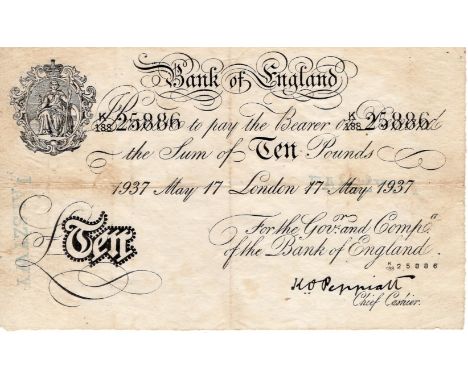 Bank of England
K/188 25886 Promise to pay the Bearer on Demand K/188 25886
the Sum of Ten Pounds
1937 May 17 London 17 May 1937
For the Govr. and Compa.
of the Bank of England.
£Ten
K/188 25886
K O Peppiatt
Chief Cashier.